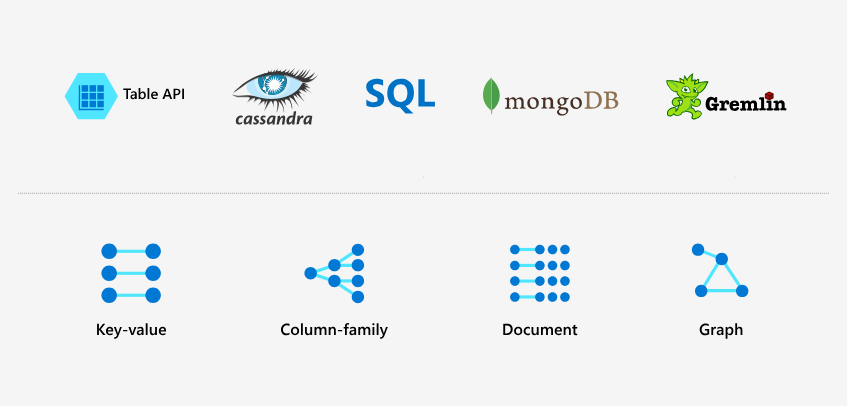 Table API
cassandra
SQL
mongoDB
Gremlin
Key-value
Column-family
Document
Graph